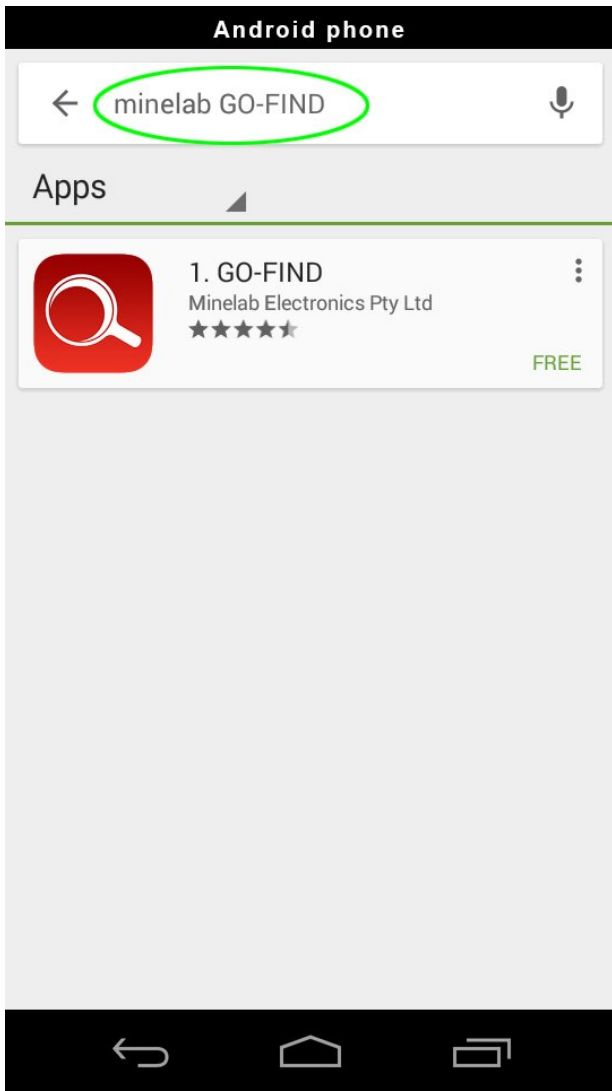 Android phone
minelab GO-FIND
Apps
1. GO-FIND
Minelab Electronics Pty Ltd
FREE